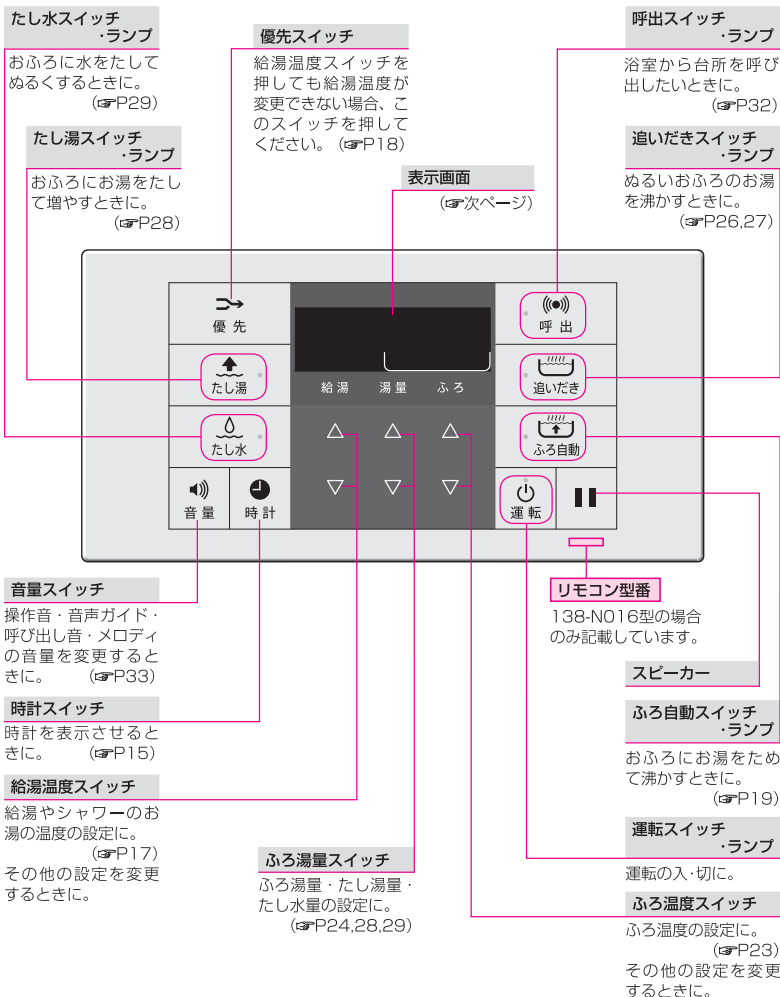 たし水スイッチ
・ランプ
おふろに水をたして
ぬるくするときに。
(☞P29)
たし湯スイッチ
・ランプ
おふろにお湯をたし
て増やすときに。
(☞P28)
優先スイッチ
給湯温度スイッチを
押しても給湯温度が
変更できない場合、こ
のスイッチを押して
ください。(☞P18)
表示画面
(☞次ページ)
呼出スイッチ
・ランプ
浴室から台所を呼び
出したいときに。
(☞P32)
追いだきスイッチ
・ランプ
ぬるいおふろのお湯
を沸かすときに。
(☞P26,27)
優先
たし湯
たし水
音量
時計
給湯 湯量 ふろ
呼出
追いだき
ふろ自動
運転
音量スイッチ
操作音・音声ガイド・
呼び出し音・メロディ
の音量を変更すると
きに。 (☞P33)
時計スイッチ
時計を表示させると
きに。 (☞P15)
給湯温度スイッチ
給湯やシャワーのお
湯の温度の設定に。
(☞P17)
その他の設定を変更
するときに。
ふろ湯量スイッチ
ふろ湯量・たし湯量・
たし水量の設定に。
(☞P24,28,29)
リモコン型番
138-N016型の場合
のみ記載しています。
スピーカー
ふろ自動スイッチ
・ランプ
おふろにお湯をため
て沸かすときに。
(☞P19)
運転スイッチ
・ランプ
運転の入・切に。
ふろ温度スイッチ
ふろ温度の設定に。
(☞P23)
その他の設定を変更
するときに。